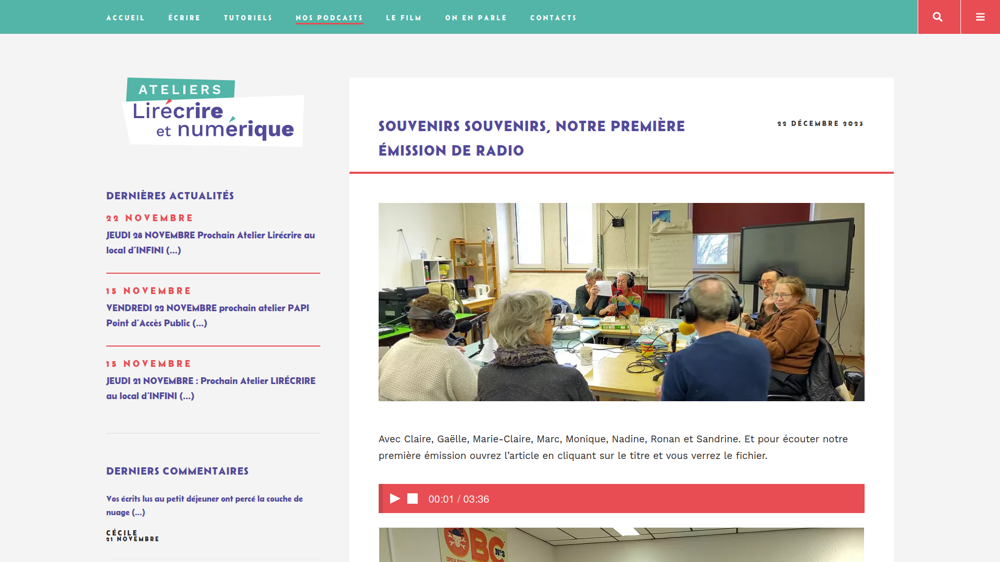 ACCUEIL ÉCRIRE TUTORIELS NOS PODCASTS LE FILM ON EN PARLE CONTACTS
ATELIERS
Lirécrire
et numérique
DERNIÈRES ACTUALITÉS
22 NOVEMBRE
JEUDI 28 NOVEMBRE Prochain Atelier Lirécrire au
local d'INFINI (...)
15 NOVEMBRE
VENDREDI 22 NOVEMBRE prochain atelier PAPI
Point d'Accès Public (...)
15 NOVEMBRE
JEUDI 21 NOVEMBRE : Prochain Atelier LIRÉCRIRE
au local d'INFINI (...)
DERNIERS COMMENTAIRES
Vos écrits lus au petit déjeuner ont percé la couche de
nuage (...)
CÉCILE
21 NOVEMBRE
SOUVENIRS SOUVENIRS, NOTRE PREMIÈRE
ÉMISSION DE RADIO
22 DÉCEMBRE 2023
Avec Claire, Gaëlle, Marie-Claire, Marc, Monique, Nadine, Ronan et Sandrine. Et pour écouter notre
première émission ouvrez l’article en cliquant sur le titre et vous verrez le fichier.
00:01 / 03:36
OBC
N°3